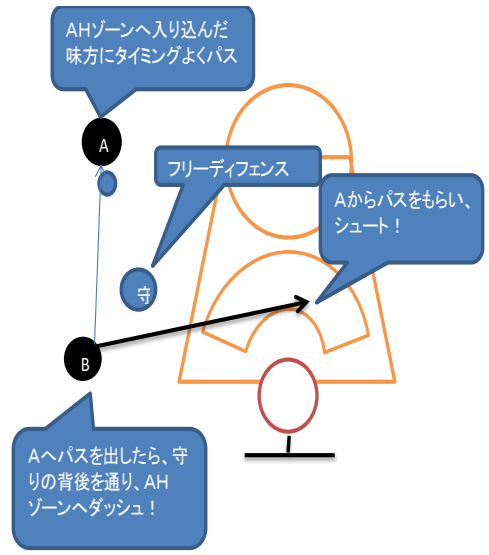 AHゾーンへ入り込んだ
味方にタイミングよくパス
A
フリーディフェンス
Aからパスをもらい、
シュート！
守
B
Aへパスを出したら、守
りの背後を通り、AH
ゾーンへダッシュ！